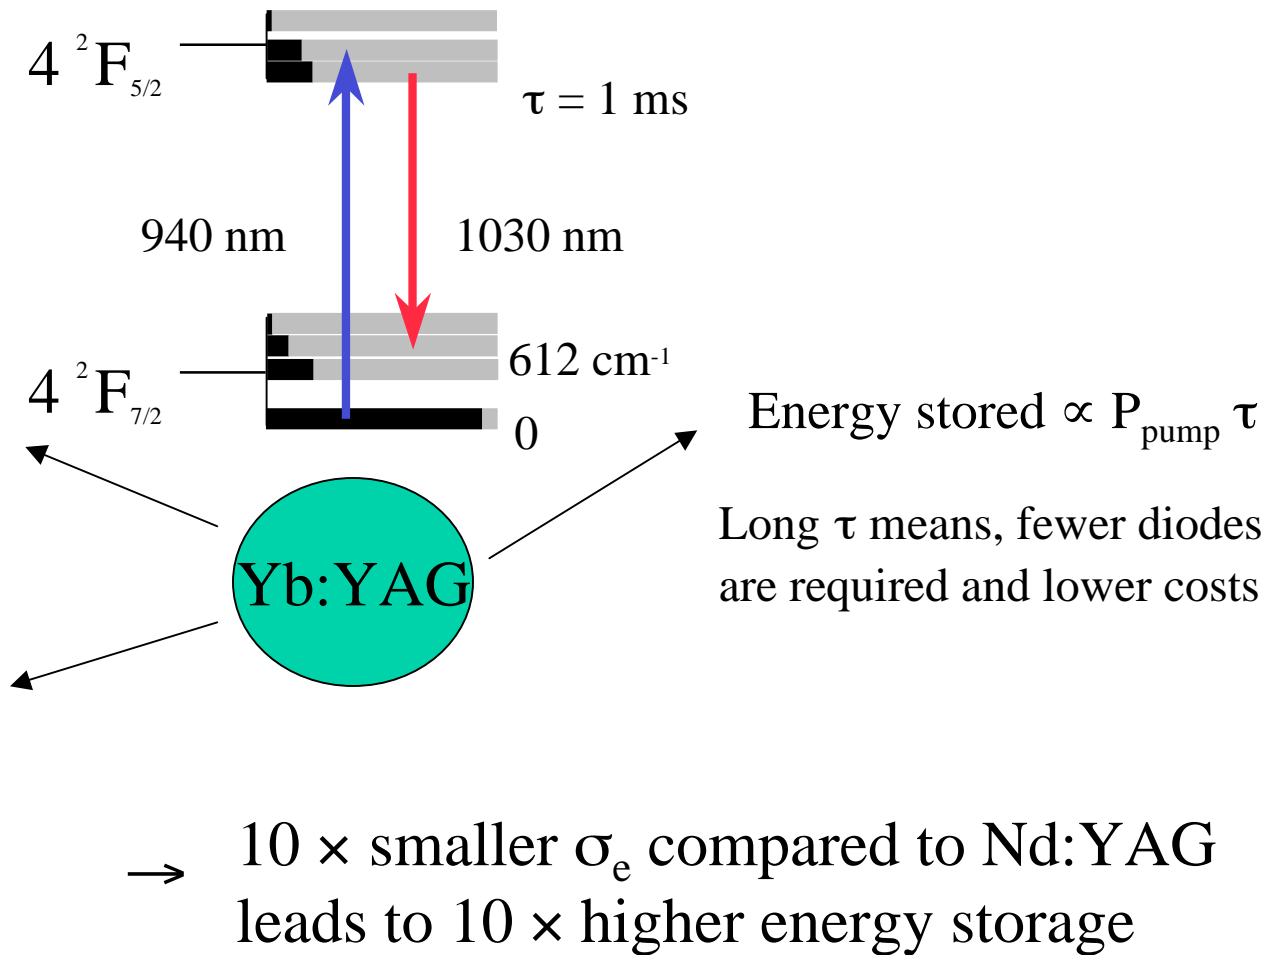 4 ²F₅/₂
τ = 1 ms
940 nm
1030 nm
612 cm⁻¹
4 ²F₇/₂
0
Energy stored ∝ Pₚᵤₘₚ τ
Long τ means, fewer diodes
are required and lower costs
Yb:YAG
→ 10 × smaller σₑ compared to Nd:YAG
leads to 10 × higher energy storage